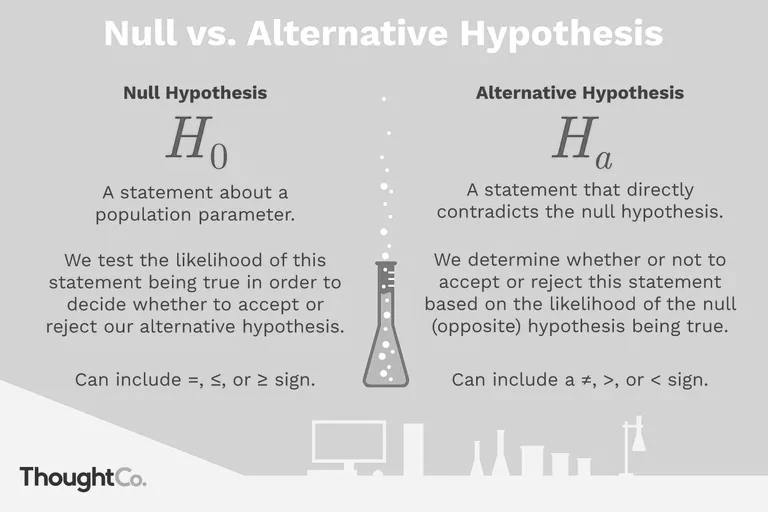 Null vs. Alternative Hypothesis
Null Hypothesis
H0
A statement about a
population parameter.
We test the likelihood of this
statement being true in order to
decide whether to accept or
reject our alternative hypothesis.
Can include =, ≤, or ≥ sign.
Alternative Hypothesis
Ha
A statement that directly
contradicts the null hypothesis.
We determine whether or not to
accept or reject this statement
based on the likelihood of the null
(opposite) hypothesis being true.
Can include a ≠, >, or < sign.
ThoughtCo.